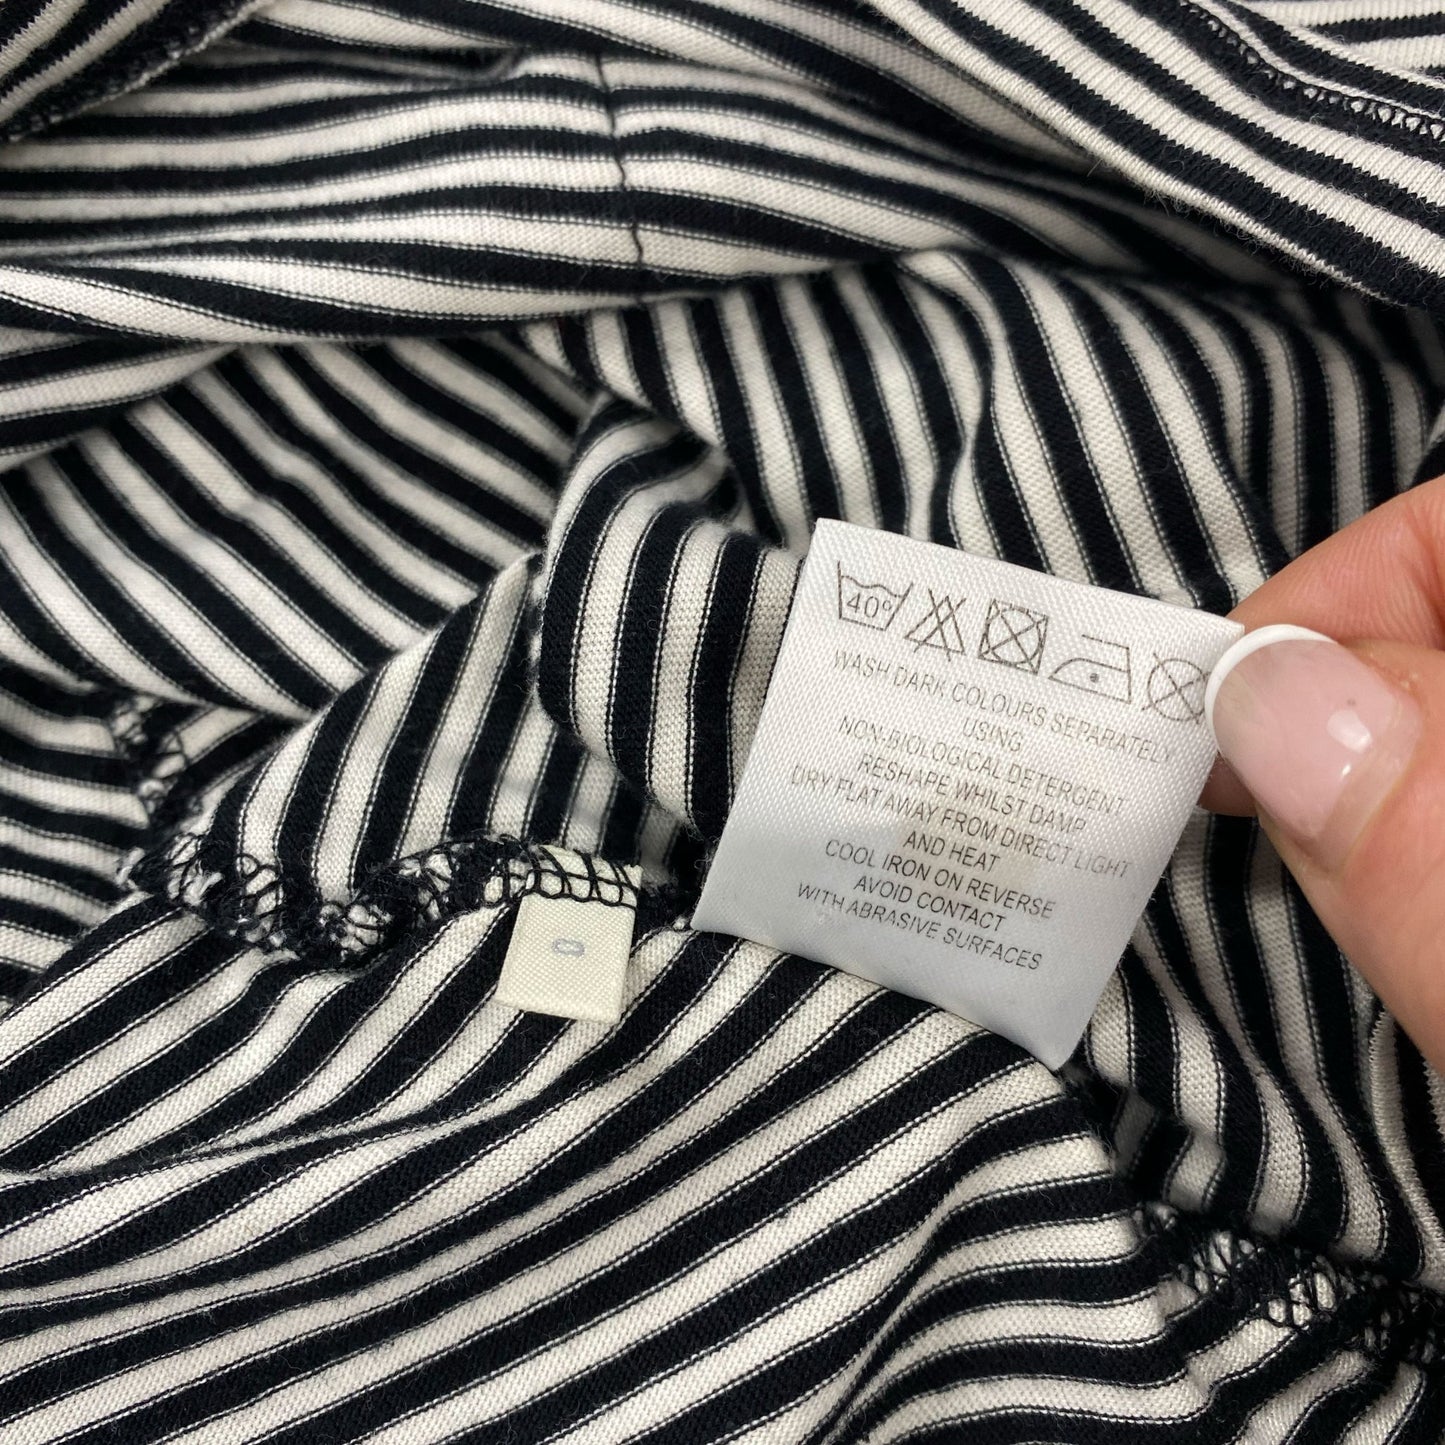 40°
WASH DARK COLOURS SEPARATELY
USING
NON-BIOLOGICAL DETERGENT
RESHAPE WHILST DAMP
DRY FLAT AWAY FROM DIRECT LIGHT
AND HEAT
COOL IRON ON REVERSE
AVOID CONTACT
WITH ABRASIVE SURFACES
0